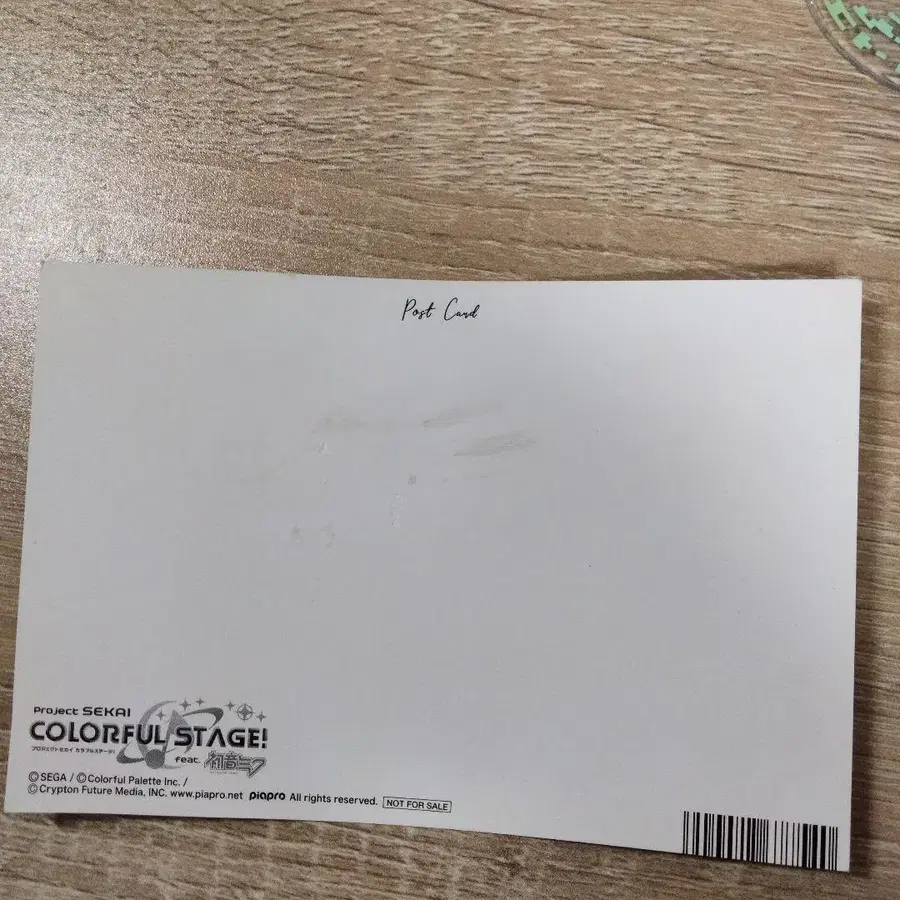 Post Card
Project SEKAI
COLORFUL STAGE!
プロジェクトセカイ カラフルステージ!
feat. 初音ミク
©SEGA / ©Colorful Palette Inc. /
©Crypton Future Media, INC. www.piapro.net piapro All rights reserved. NOT FOR SALE